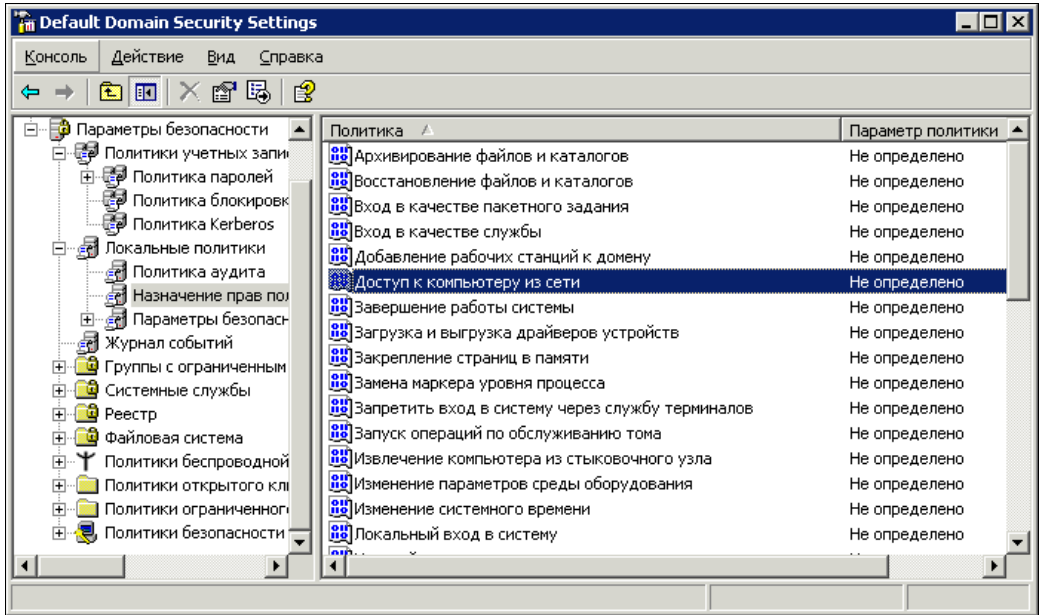 Default Domain Security Settings
Консоль Действие Вид Справка
Параметры безопасности
Политики учетных запи
Политика паролей
Политика блокировк
Политика Kerberos
Локальные политики
Политика аудита
Назначение прав пол
Параметры безопасн
Журнал событий
Группы с ограниченным
Системные службы
Реестр
Файловая система
Политики беспроводной
Политики открытого кл
Политики ограниченног
Политики безопасности
Политика Параметр политики
Архивирование файлов и каталогов Не определено
Восстановление файлов и каталогов Не определено
Вход в качестве пакетного задания Не определено
Вход в качестве службы Не определено
Добавление рабочих станций к домену Не определено
Доступ к компьютеру из сети Не определено
Завершение работы системы Не определено
Загрузка и выгрузка драйверов устройств Не определено
Закрепление страниц в памяти Не определено
Замена маркера уровня процесса Не определено
Запретить вход в систему через службу терминалов Не определено
Запуск операций по обслуживанию тома Не определено
Извлечение компьютера из стыковочного узла Не определено
Изменение параметров среды оборудования Не определено
Изменение системного времени Не определено
Локальный вход в систему Не определено